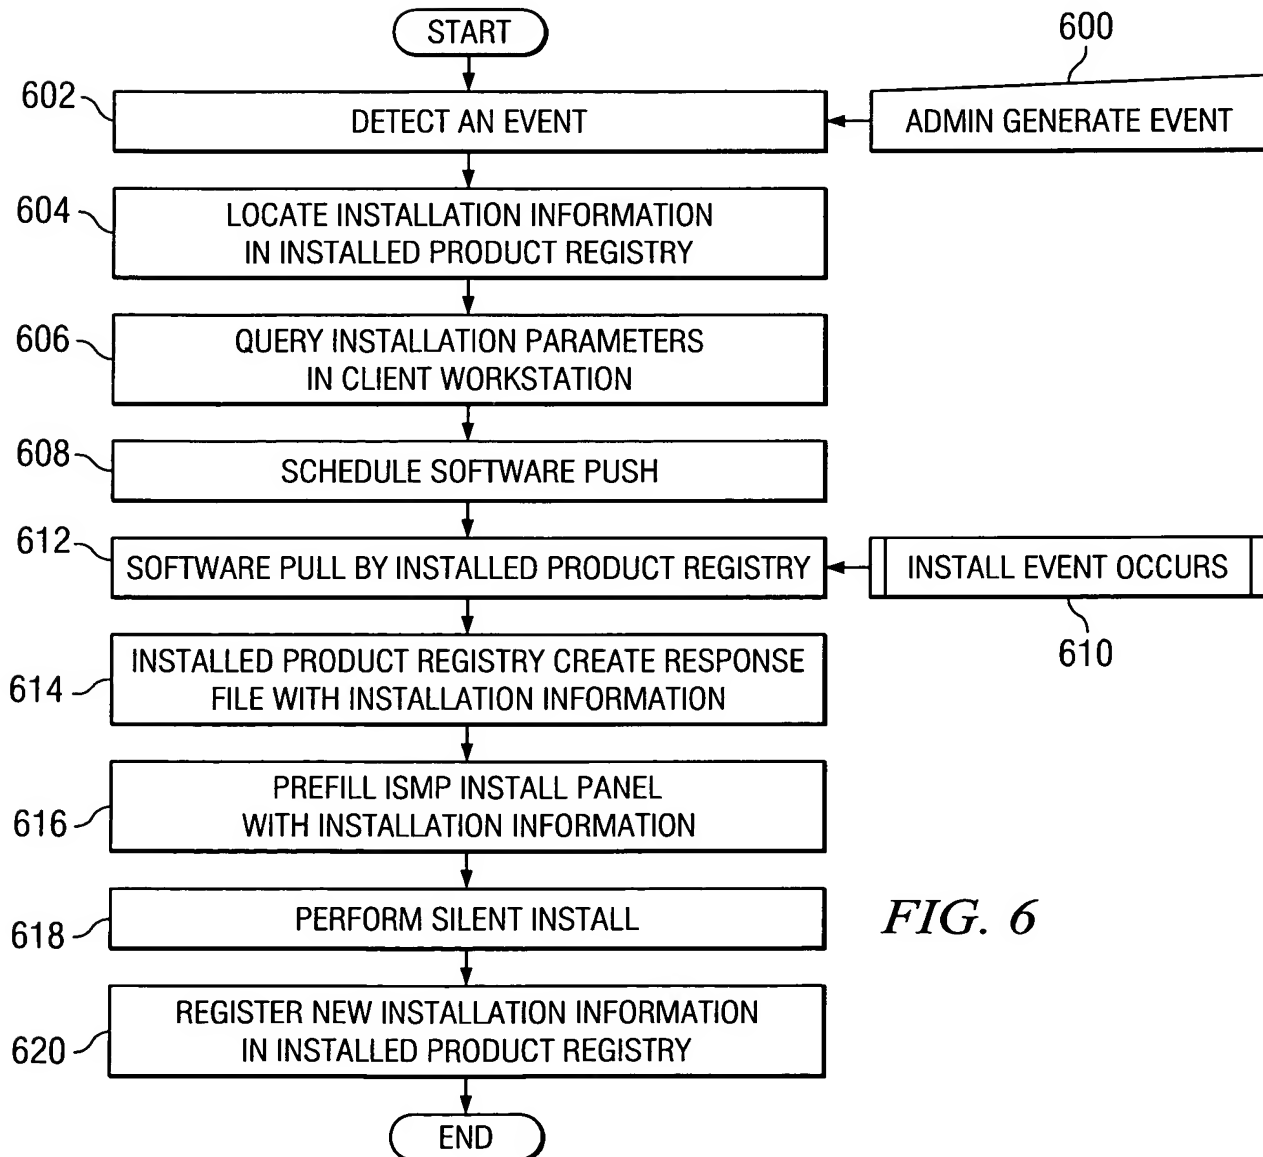 START
600
602
DETECT AN EVENT
ADMIN GENERATE EVENT
604
LOCATE INSTALLATION INFORMATION
IN INSTALLED PRODUCT REGISTRY
606
QUERY INSTALLATION PARAMETERS
IN CLIENT WORKSTATION
608
SCHEDULE SOFTWARE PUSH
612
SOFTWARE PULL BY INSTALLED PRODUCT REGISTRY
INSTALL EVENT OCCURS
610
614
INSTALLED PRODUCT REGISTRY CREATE RESPONSE
FILE WITH INSTALLATION INFORMATION
616
PREFILL ISMP INSTALL PANEL
WITH INSTALLATION INFORMATION
618
PERFORM SILENT INSTALL
FIG. 6
620
REGISTER NEW INSTALLATION INFORMATION
IN INSTALLED PRODUCT REGISTRY
END